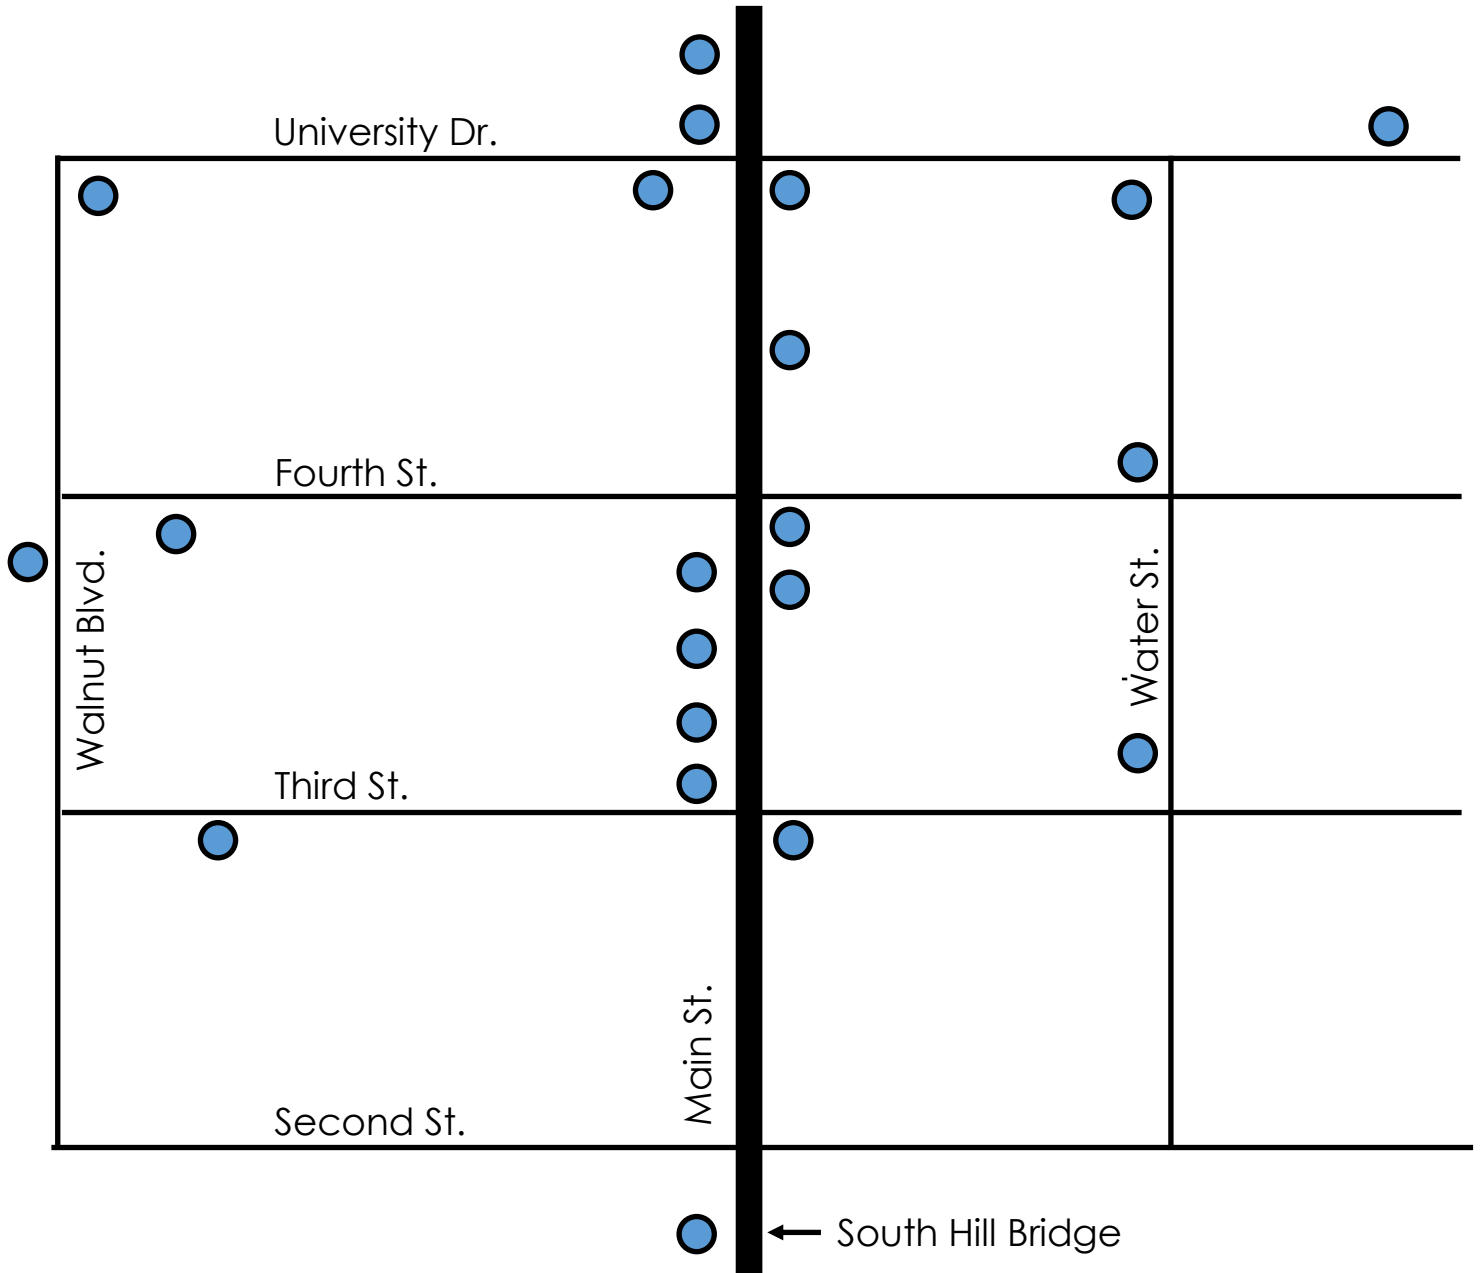 University Dr.
Fourth St.
Walnut Blvd.
Water St.
Third St.
Main St.
Second St.
South Hill Bridge